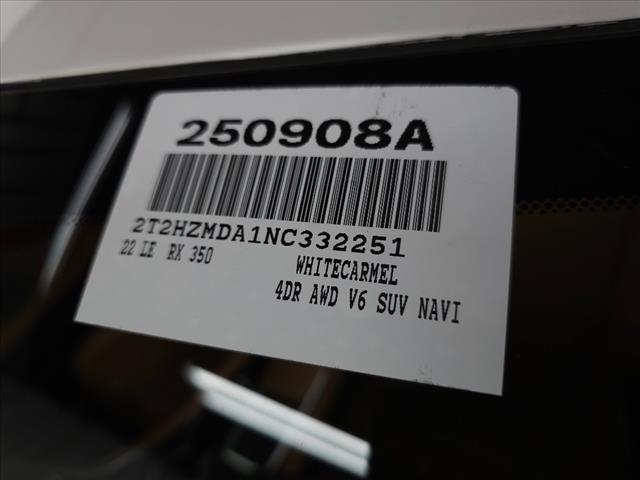 250908A
2T2HZMDA1NC332251
22 LE RX 350
WHITECARMEL
4DR AWD V6 SUV NAVI